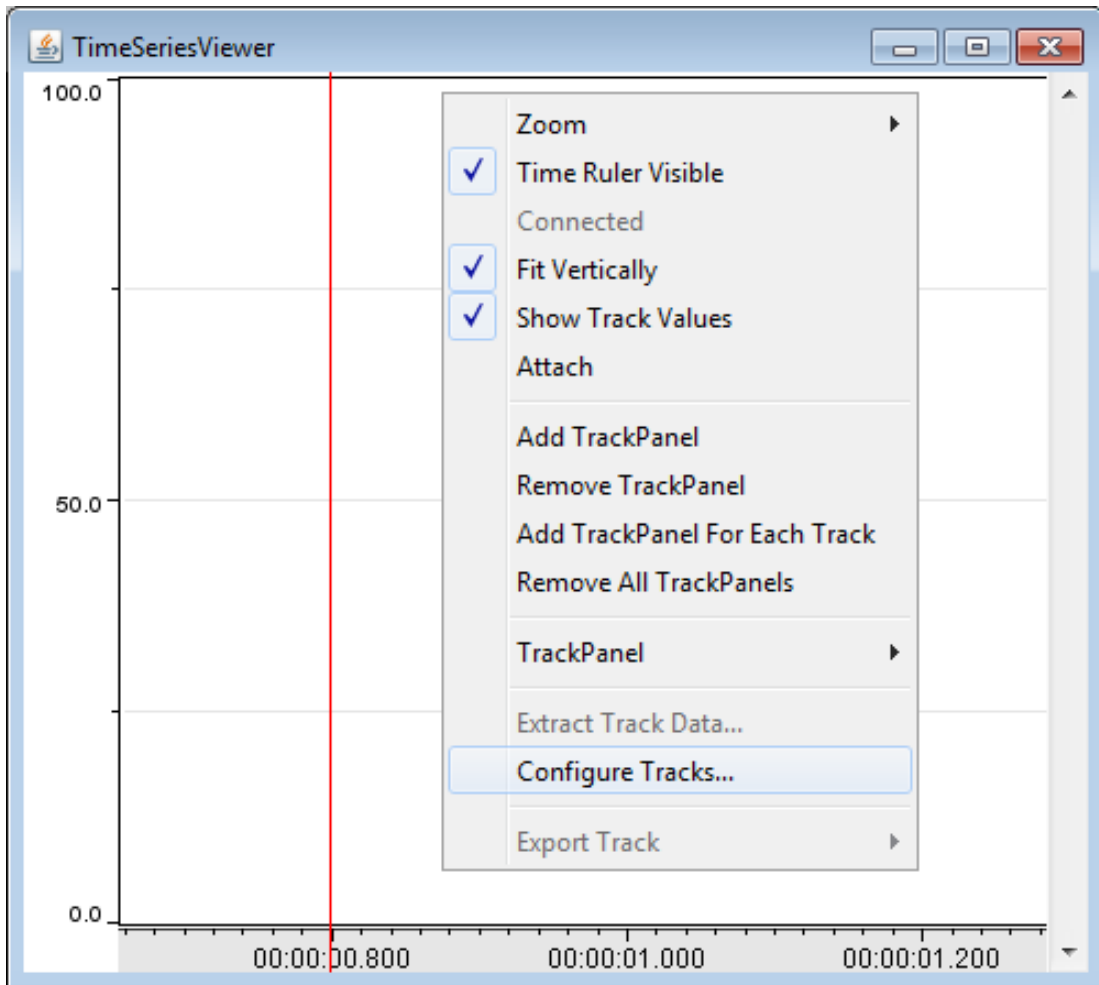 TimeSeriesViewer
100.0
50.0
0.0
Zoom
Time Ruler Visible
Connected
Fit Vertically
Show Track Values
Attach
Add TrackPanel
Remove TrackPanel
Add TrackPanel For Each Track
Remove All TrackPanels
TrackPanel
Extract Track Data...
Configure Tracks...
Export Track
00:00:00.800 00:00:01.000 00:00:01.200